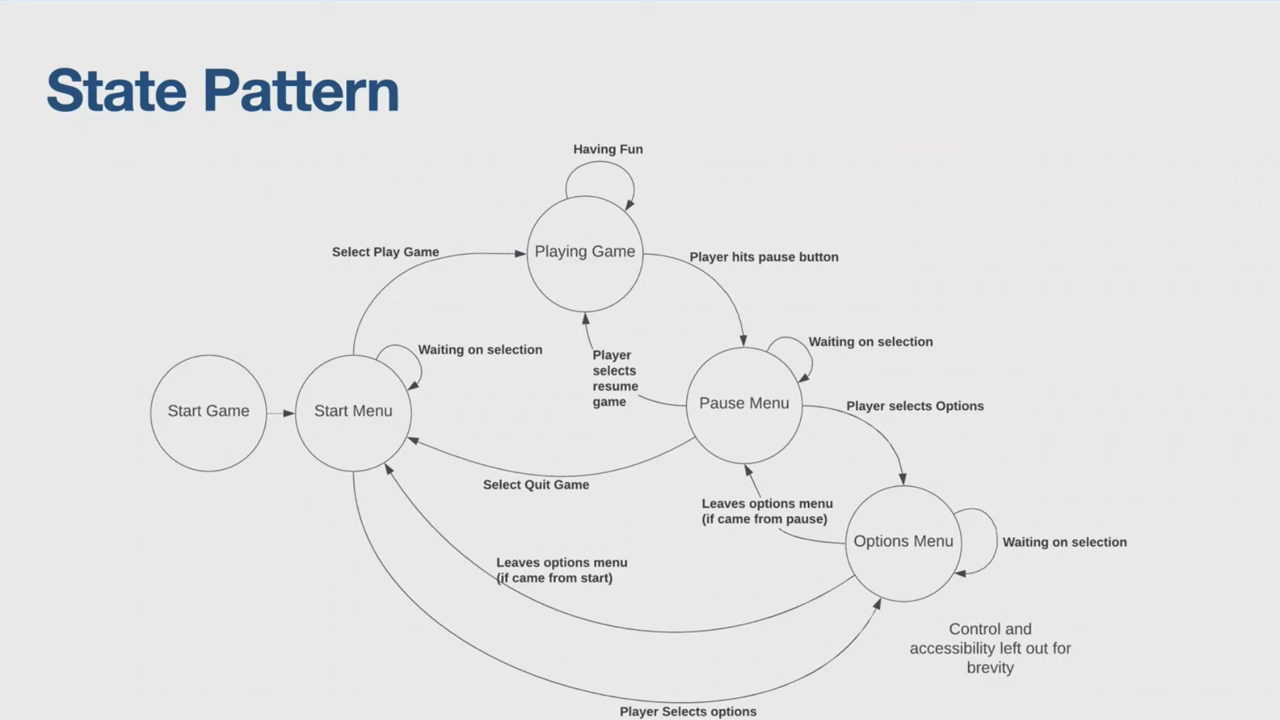 State Pattern
Having Fun
Select Play Game
Playing Game
Player hits pause button
Waiting on selection
Waiting on selection
Player
selects
resume
game
Start Game
Start Menu
Pause Menu
Player selects Options
Select Quit Game
Leaves options menu
(if came from pause)
Options Menu
Waiting on selection
Leaves options menu
(if came from start)
Control and
accessibility left out for
brevity
Player Selects options